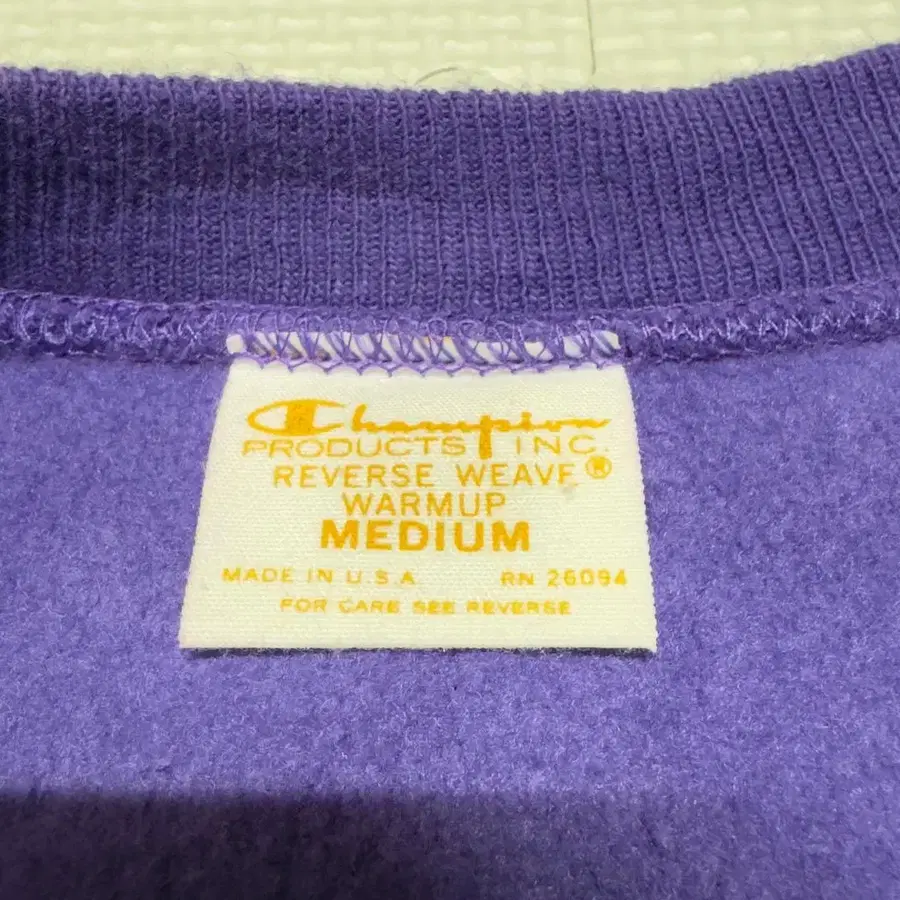 Champion
PRODUCTS INC.
REVERSE WEAVE ®
WARMUP
MEDIUM
MADE IN U.S.A. RN 26094
FOR CARE SEE REVERSE